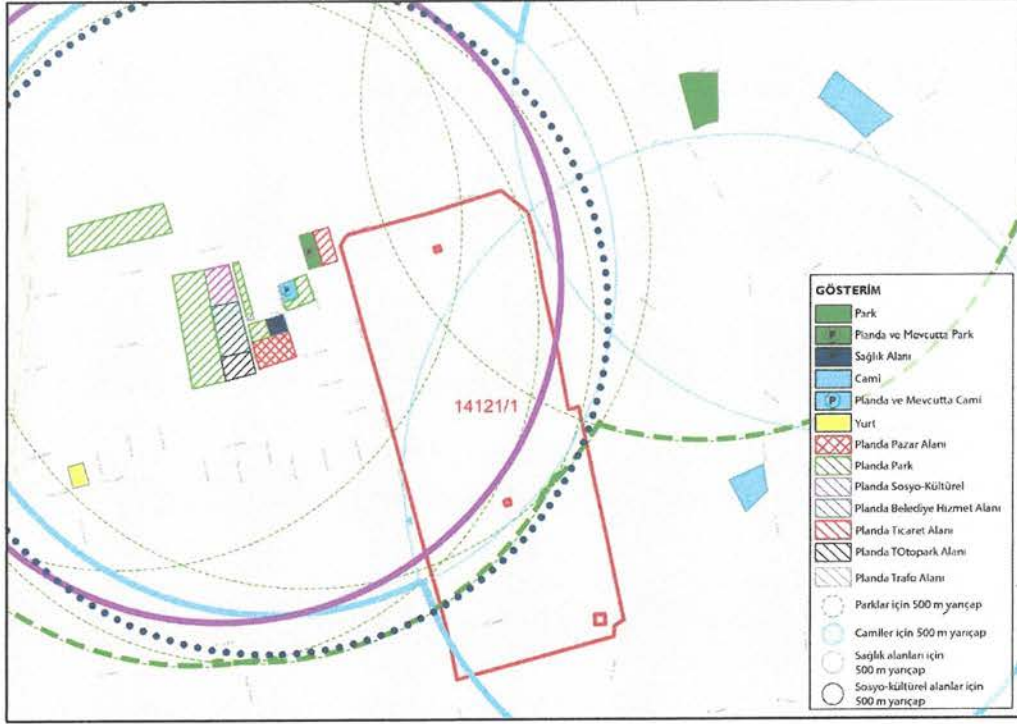 14121/1
GÖSTERİM
Park
P
Planda ve Mevcutta Park
Sağlık Alanı
Cami
P
Planda ve Mevcutta Cami
Yurt
Planda Pazar Alanı
Planda Park
Planda Sosyo-Kültürel
Planda Belediye Hizmet Alanı
Planda Ticaret Alanı
Planda TOtopark Alanı
Planda Trafo Alanı
Parklar için 500 m yarıçap
Camiler için 500 m yarıçap
Sağlık alanları için
500 m yarıçap
Sosyo-kültürel alanlar için
500 m yarıçap